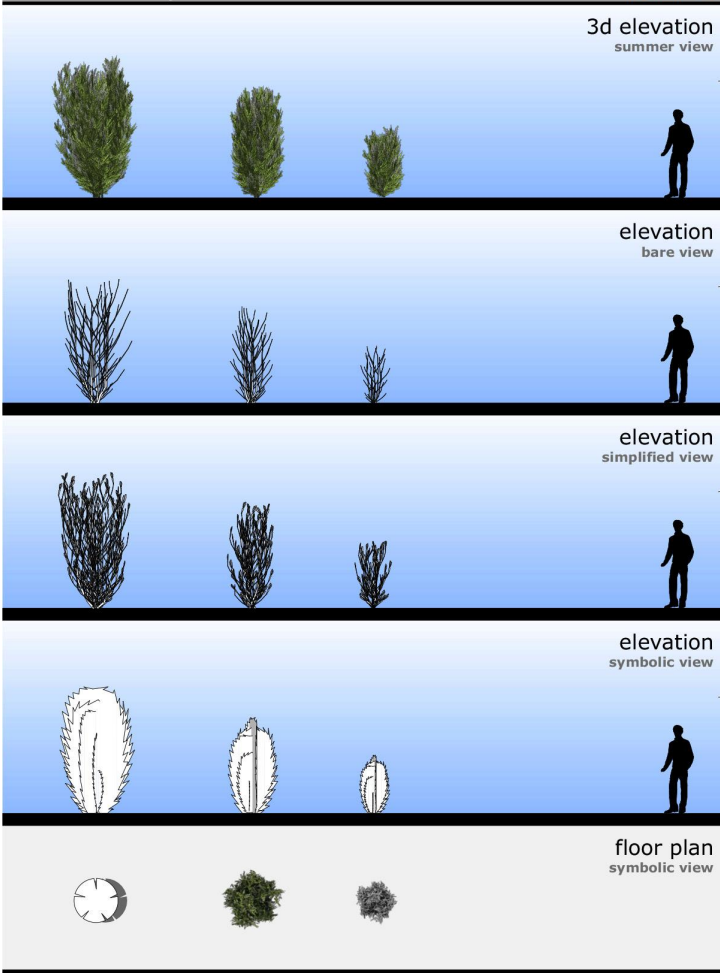 3d elevation
summer view
elevation
bare view
elevation
simplified view
elevation
symbolic view
floor plan
symbolic view